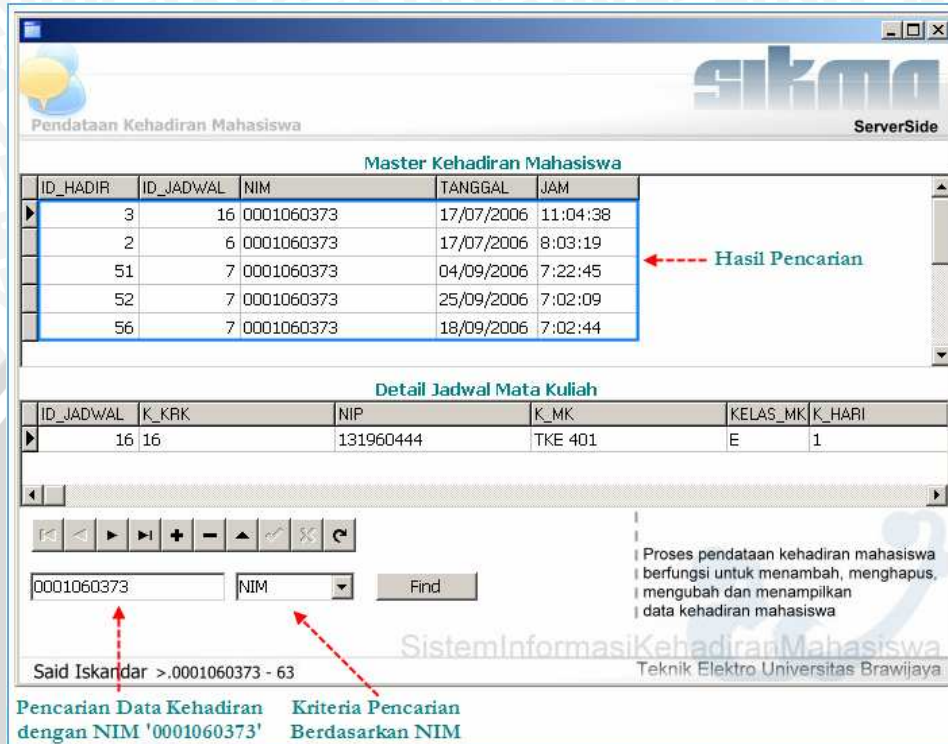 sikma
Pendataan Kehadiran Mahasiswa
ServerSide
Master Kehadiran Mahasiswa
ID_HADIR ID_JADWAL NIM TANGGAL JAM
3 16 0001060373 17/07/2006 11:04:38
2 6 0001060373 17/07/2006 8:03:19
51 7 0001060373 04/09/2006 7:22:45
52 7 0001060373 25/09/2006 7:02:09
56 7 0001060373 18/09/2006 7:02:44
Hasil Pencarian
Detail Jadwal Mata Kuliah
ID_JADWAL K_KRK NIP K_MK KELAS_MK K_HARI
16 16 131960444 TKE 401 E 1
0001060373 NIM Find
Proses pendataan kehadiran mahasiswa
berfungsi untuk menambah, menghapus,
mengubah dan menampilkan
data kehadiran mahasiswa
SistemInformasiKehadiranMahasiswa
Teknik Elektro Universitas Brawijaya
Said Iskandar >.0001060373 - 63
Pencarian Data Kehadiran
dengan NIM '0001060373'
Kriteria Pencarian
Berdasarkan NIM